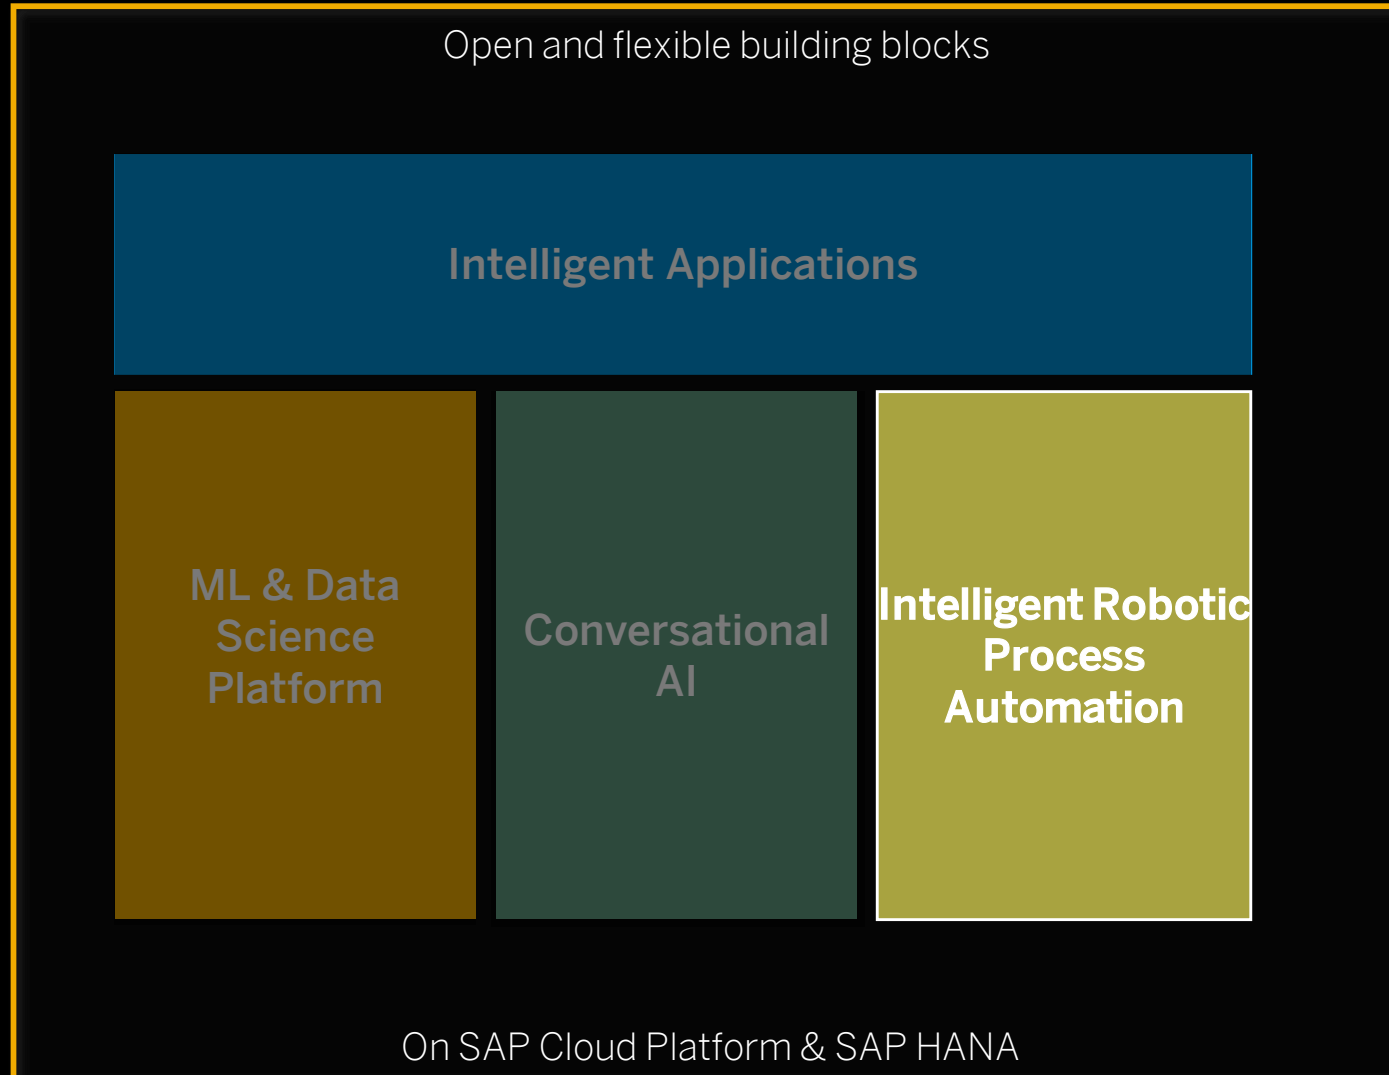 Open and flexible building blocks
Intelligent Applications
ML & Data
Science
Platform
Conversational
AI
Intelligent Robotic
Process
Automation
On SAP Cloud Platform & SAP HANA